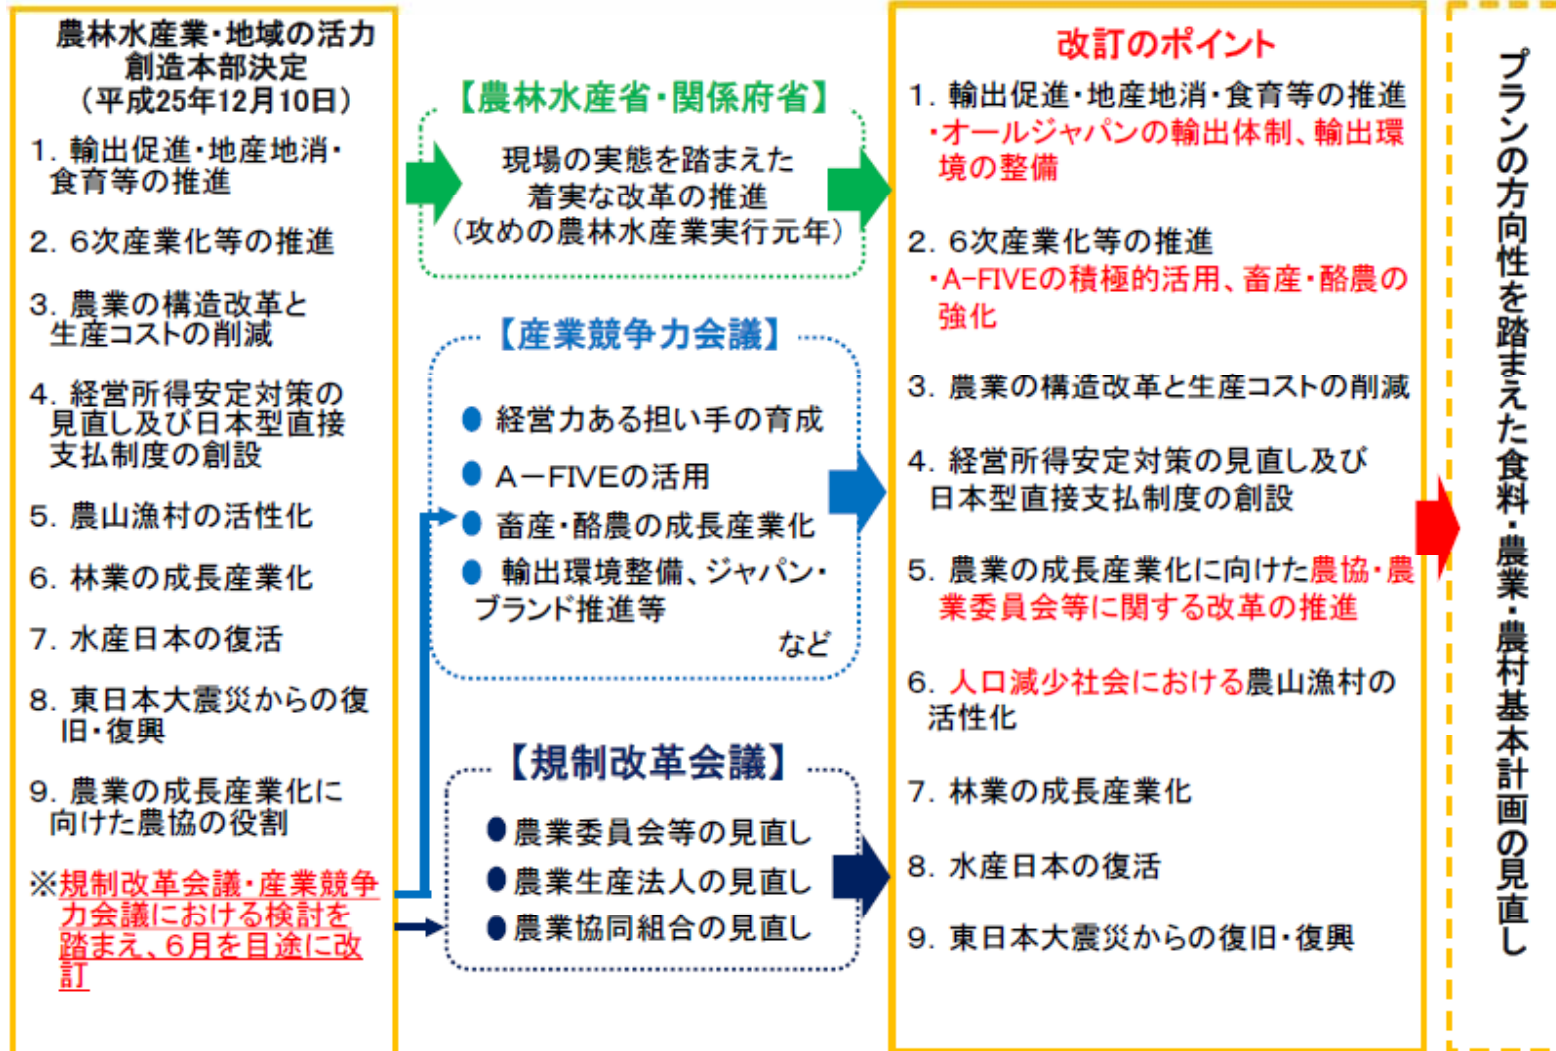 農林水産業・地域の活力
創造本部決定
（平成25年12月10日）
1．輸出促進・地産地消・
食育等の推進
2．6次産業化等の推進
3．農業の構造改革と
生産コストの削減
4．経営所得安定対策の
見直し及び日本型直接
支払制度の創設
5．農山漁村の活性化
6．林業の成長産業化
7．水産日本の復活
8．東日本大震災からの復
旧・復興
9．農業の成長産業化に
向けた農協の役割
※規制改革会議・産業競争
力会議における検討を
踏まえ、6月を目途に改
訂
【農林水産省・関係府省】
現場の実態を踏まえた
着実な改革の推進
（攻めの農林水産業実行元年）
【産業競争力会議】
● 経営力ある担い手の育成
● A－FIVEの活用
● 畜産・酪農の成長産業化
● 輸出環境整備、ジャパン・
ブランド推進等
など
【規制改革会議】
●農業委員会等の見直し
●農業生産法人の見直し
●農業協同組合の見直し
改訂のポイント
1．輸出促進・地産地消・食育等の推進
・オールジャパンの輸出体制、輸出環
境の整備
2．6次産業化等の推進
・A-FIVEの積極的活用、畜産・酪農の
強化
3．農業の構造改革と生産コストの削減
4．経営所得安定対策の見直し及び
日本型直接支払制度の創設
5．農業の成長産業化に向けた農協・農
業委員会等に関する改革の推進
6．人口減少社会における農山漁村の
活性化
7．林業の成長産業化
8．水産日本の復活
9．東日本大震災からの復旧・復興
プランの方向性を踏まえた食料・農業・農村基本計画の見直し